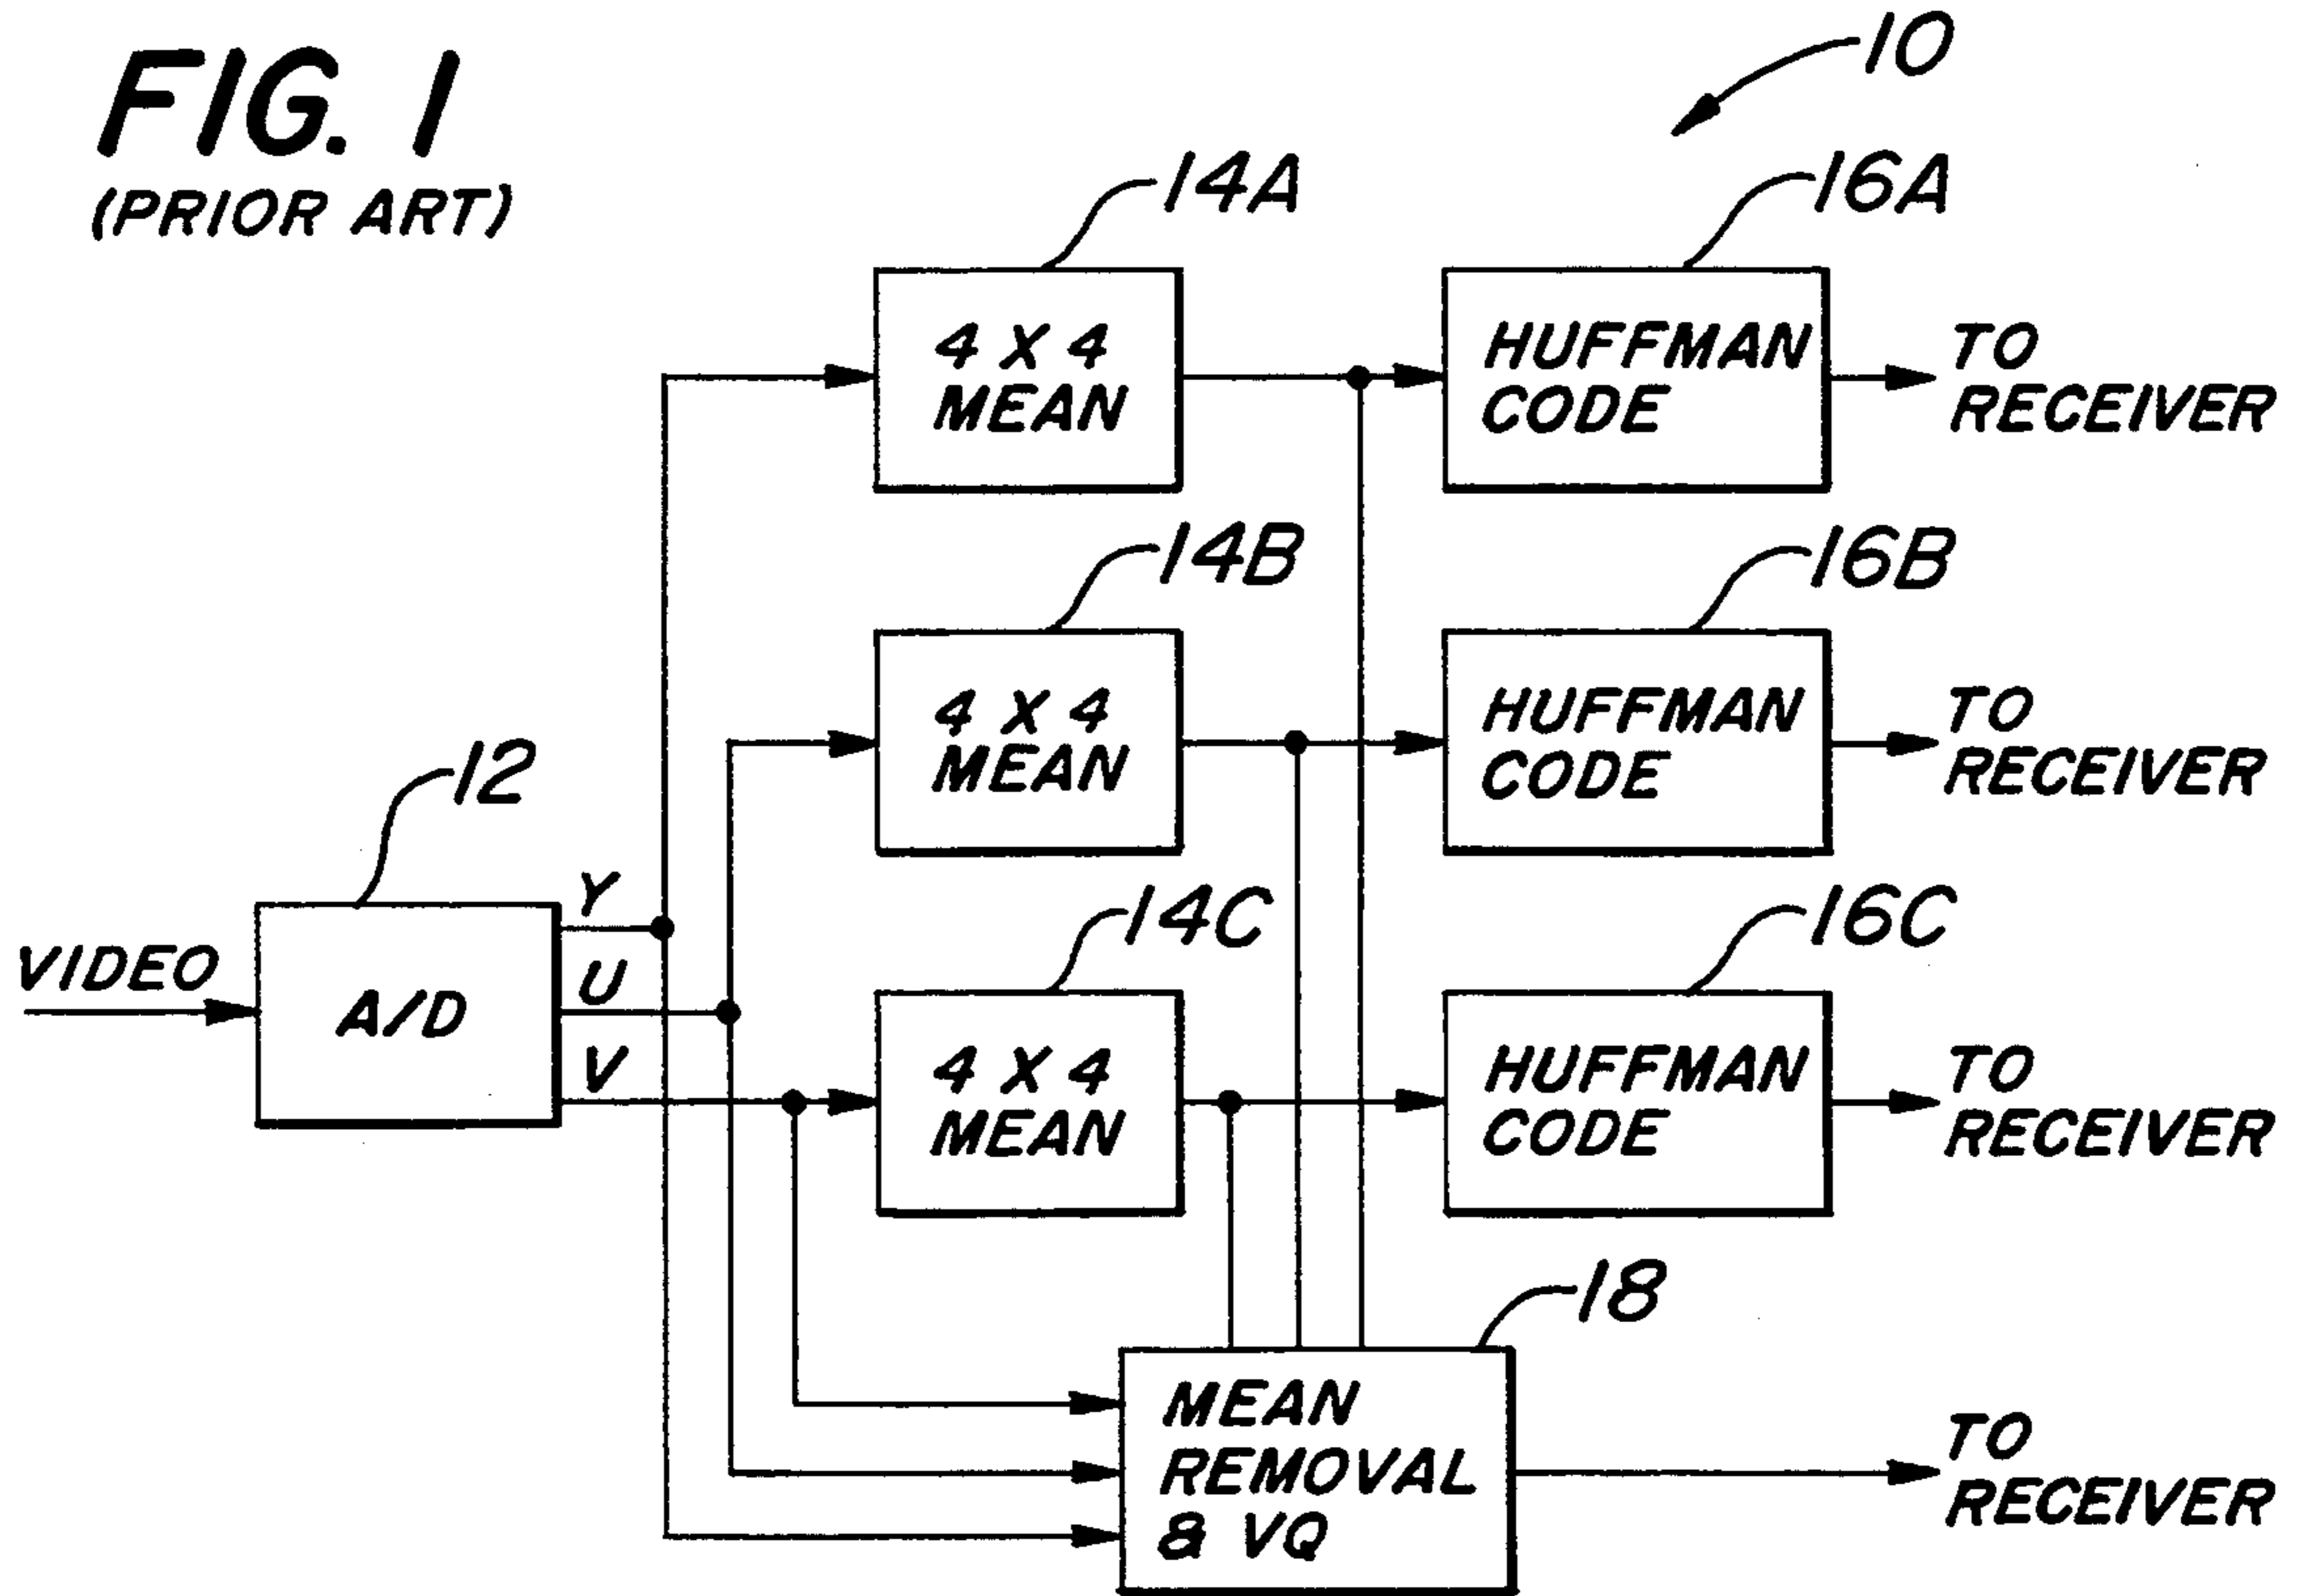 FIG. 1
(PRIOR ART)
10
14A
16A
4 X 4
MEAN
HUFFMAN
CODE
TO
RECEIVER
14B
16B
4 X 4
MEAN
HUFFMAN
CODE
TO
RECEIVER
12
14C
16C
VIDEO
A/D
Y
U
V
4 X 4
MEAN
HUFFMAN
CODE
TO
RECEIVER
18
MEAN
REMOVAL
& VQ
TO
RECEIVER